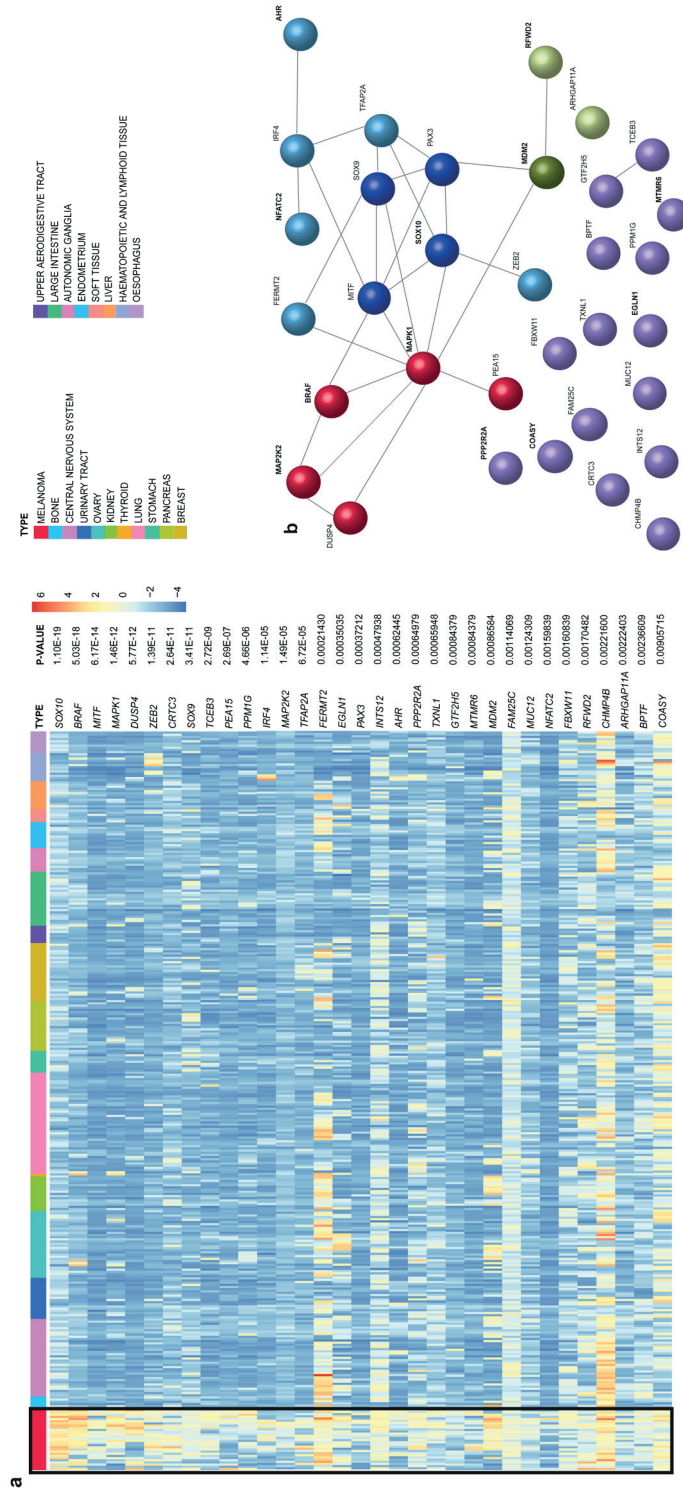 a
TYPE
P-VALUE
SOX10 1.10E-19
BRAF 5.03E-18
MITF 6.17E-14
MAPK1 1.46E-12
DUSP4 5.77E-12
ZEB2 1.39E-11
CRTC3 2.64E-11
SOX9 3.41E-11
TCEB3 2.72E-09
PEA15 2.69E-07
PPM1G 4.66E-06
IRF4 1.14E-05
MAP2K2 1.49E-05
TFAP2A 6.72E-05
FERMT2 0.00021430
EGLN1 0.00035035
PAX3 0.00037212
INTS12 0.00047938
AHR 0.00062445
PPP2R2A 0.00064979
TXNL1 0.00065948
GTF2H5 0.00084379
MTMR6 0.00084379
MDM2 0.00086584
FAM25C 0.00114069
MUC12 0.00124309
NFATC2 0.00159839
FBXW11 0.00160839
RFWD2 0.00170482
CHMP4B 0.00221600
ARHGAP11A 0.00222403
BPTF 0.00236609
COASY 0.00905715
6
4
2
0
−2
−4
TYPE
MELANOMA
BONE
CENTRAL NERVOUS SYSTEM
URINARY TRACT
OVARY
KIDNEY
THYROID
LUNG
STOMACH
PANCREAS
BREAST
UPPER AERODIGESTIVE TRACT
LARGE INTESTINE
AUTONOMIC GANGLIA
ENDOMETRIUM
SOFT TISSUE
LIVER
HAEMATOPOIETIC AND LYMPHOID TISSUE
OESOPHAGUS
b
AHR
IRF4
NFATC2
TFAP2A
FERMT2
SOX9
PAX3
BRAF
MITF
SOX10
MAP2K2
MAPK1
RFWD2
MDM2
DUSP4
ZEB2
ARHGAP11A
PEA15
TCEB3
GTF2H5
MTMR6
PPP2R2A
BPTF
FBXW11
PPM1G
COASY
TXNL1
FAM25C
EGLN1
CRTC3
MUC12
INTS12
CHMP4B